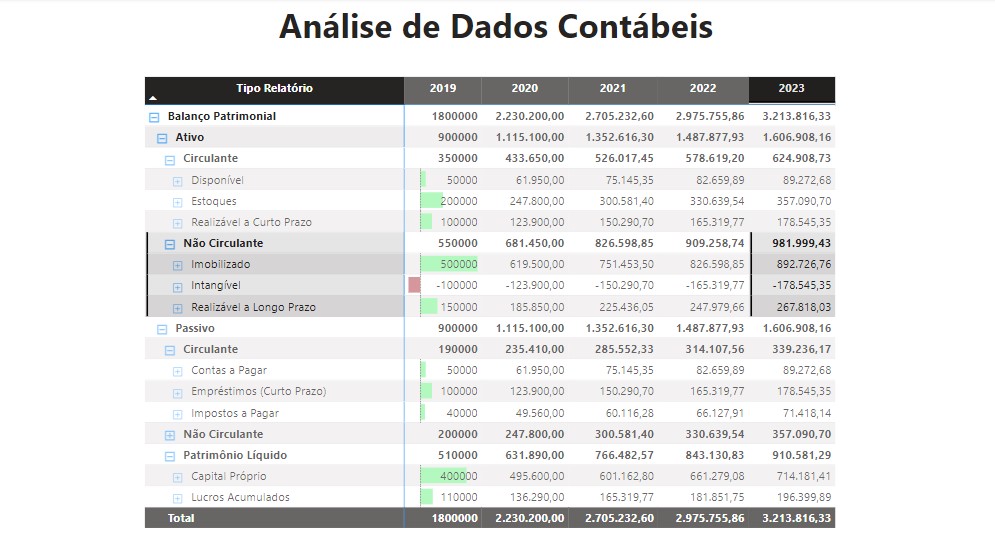 Análise de Dados Contábeis
Tipo Relatório 2019 2020 2021 2022 2023
Balanço Patrimonial 1800000 2.230.200,00 2.705.232,60 2.975.755,86 3.213.816,33
Ativo 900000 1.115.100,00 1.352.616,30 1.487.877,93 1.606.908,16
Circulante 350000 433.650,00 526.017,45 578.619,20 624.908,73
Disponível 50000 61.950,00 75.145,35 82.659,89 89.272,68
Estoques 200000 247.800,00 300.581,40 330.639,54 357.090,70
Realizável a Curto Prazo 100000 123.900,00 150.290,70 165.319,77 178.545,35
Não Circulante 550000 681.450,00 826.598,85 909.258,74 981.999,43
Imobilizado 500000 619.500,00 751.453,50 826.598,85 892.726,76
Intangível -100000 -123.900,00 -150.290,70 -165.319,77 -178.545,35
Realizável a Longo Prazo 150000 185.850,00 225.436,05 247.979,66 267.818,03
Passivo 900000 1.115.100,00 1.352.616,30 1.487.877,93 1.606.908,16
Circulante 190000 235.410,00 285.552,33 314.107,56 339.236,17
Contas a Pagar 50000 61.950,00 75.145,35 82.659,89 89.272,68
Empréstimos (Curto Prazo) 100000 123.900,00 150.290,70 165.319,77 178.545,35
Impostos a Pagar 40000 49.560,00 60.116,28 66.127,91 71.418,14
Não Circulante 200000 247.800,00 300.581,40 330.639,54 357.090,70
Patrimônio Líquido 510000 631.890,00 766.482,57 843.130,83 910.581,29
Capital Próprio 400000 495.600,00 601.162,80 661.279,08 714.181,41
Lucros Acumulados 110000 136.290,00 165.319,77 181.851,75 196.399,89
Total 1800000 2.230.200,00 2.705.232,60 2.975.755,86 3.213.816,33